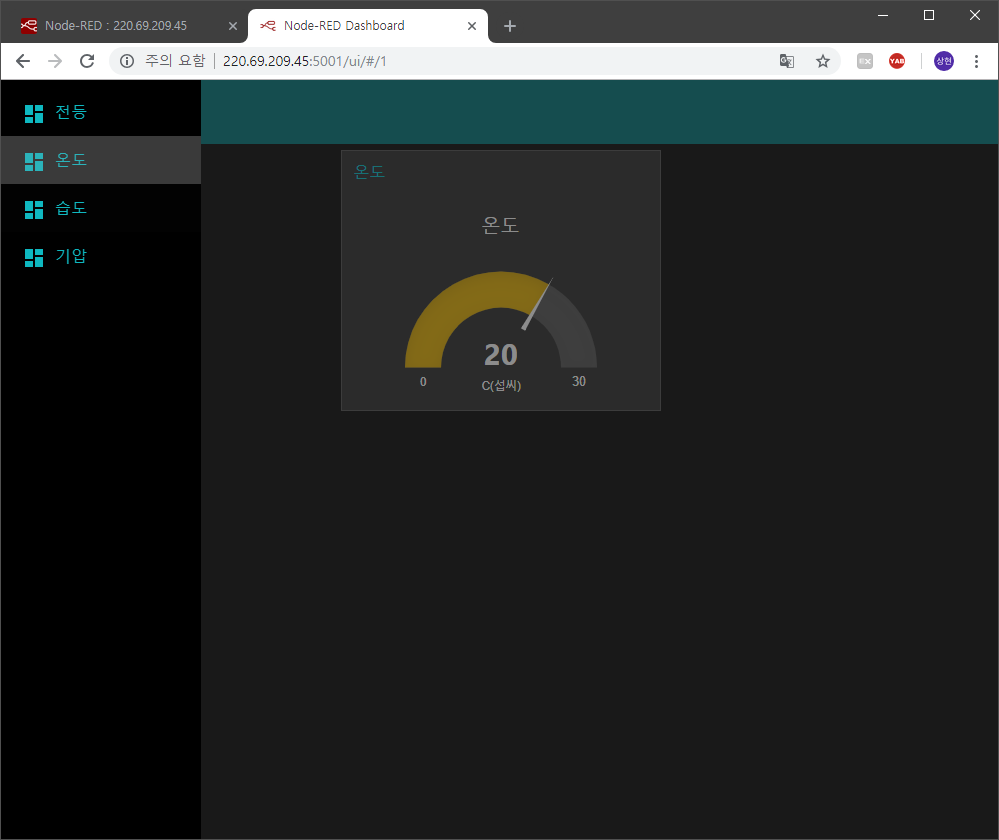 Node-RED : 220.69.209.45
Node-RED Dashboard
주의 요함
220.69.209.45:5001/ui/#/1
YAB
상현
전등
온도
습도
기압
온도
온도
20
0
C(섭씨)
30